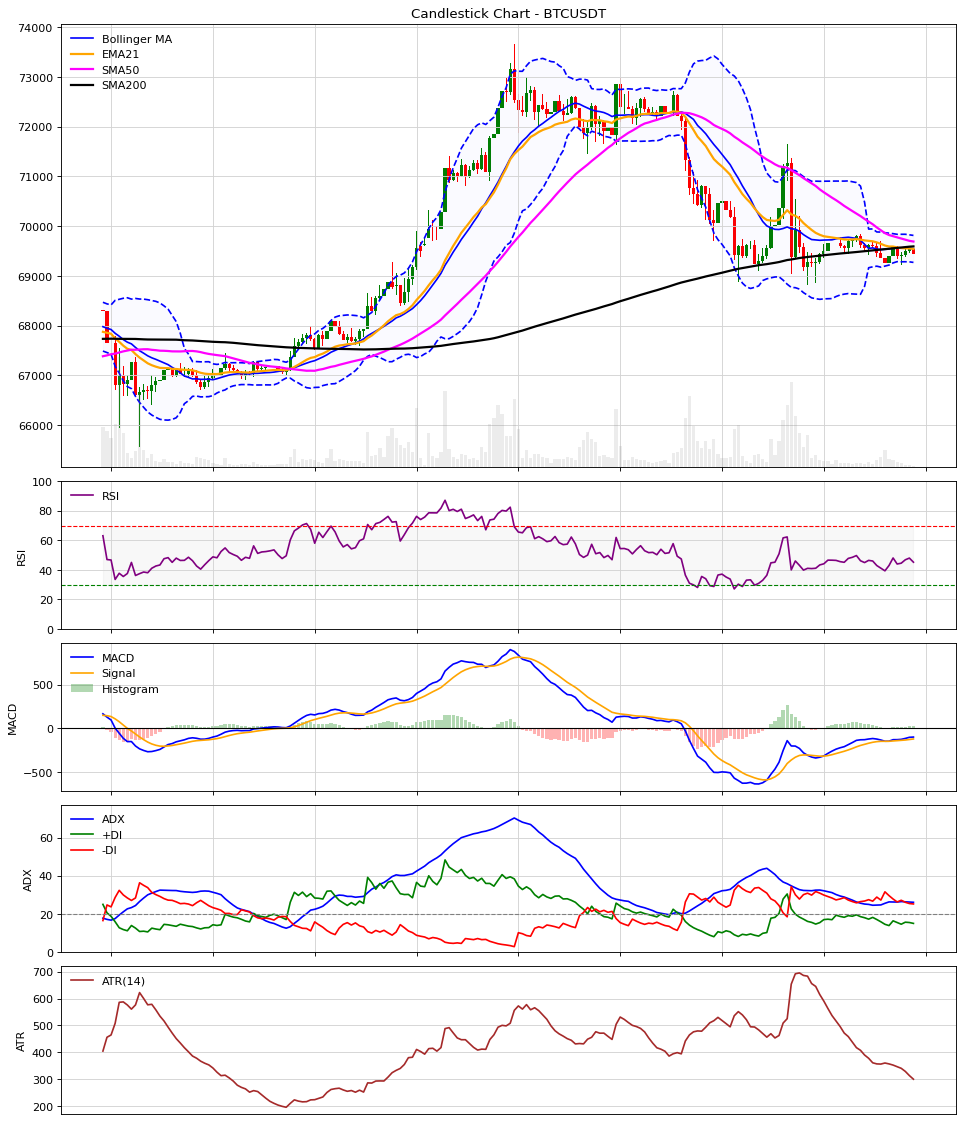 Candlestick Chart - BTCUSDT
74000
73000
72000
71000
70000
69000
68000
67000
66000
Bollinger MA
EMA21
SMA50
SMA200
100
80
60
40
20
0
RSI
RSI
500
0
−500
MACD
MACD
Signal
Histogram
60
40
20
0
ADX
ADX
+DI
-DI
700
600
500
400
300
200
ATR
ATR(14)